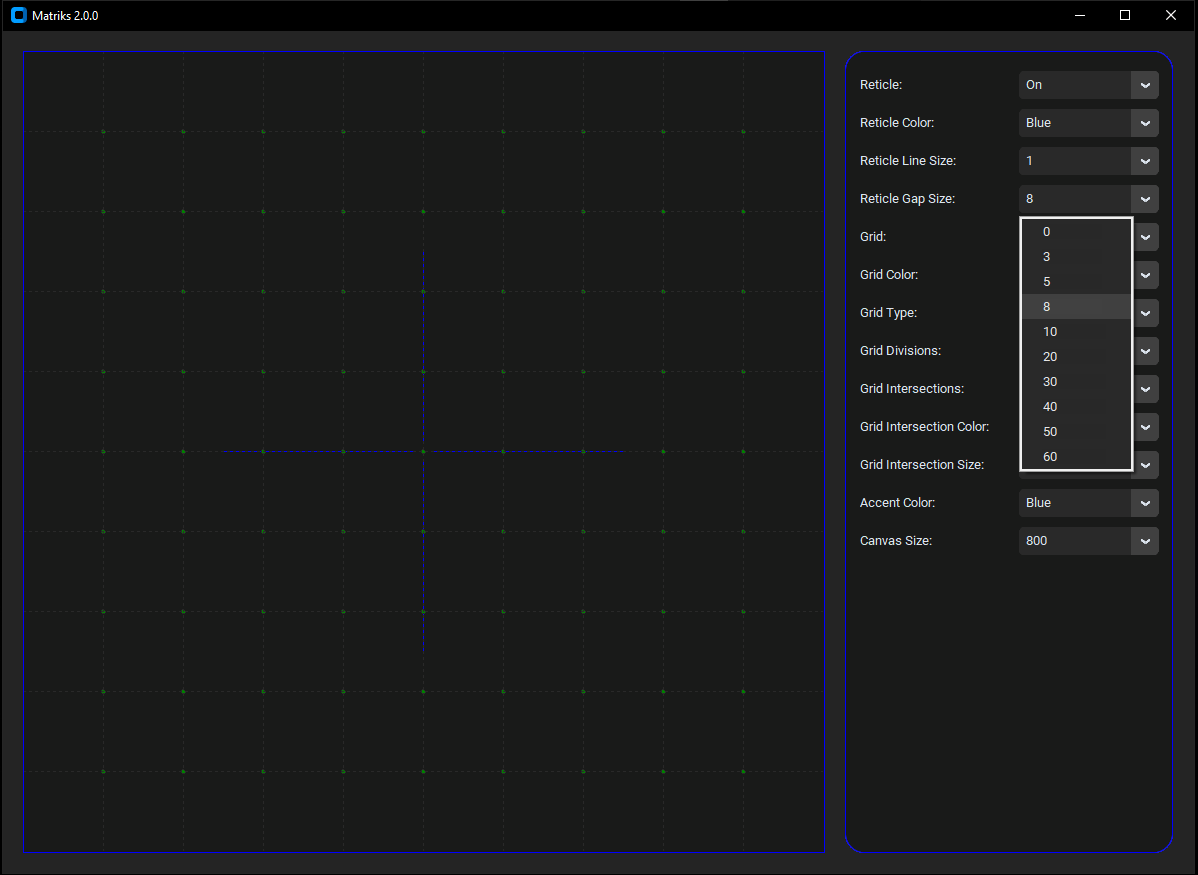 Matriks 2.0.0
Reticle: On
Reticle Color: Blue
Reticle Line Size: 1
Reticle Gap Size: 8
Grid:
0
3
Grid Color:
5
8
Grid Type:
10
Grid Divisions:
20
30
Grid Intersections:
40
Grid Intersection Color:
50
60
Grid Intersection Size:
Accent Color: Blue
Canvas Size: 800